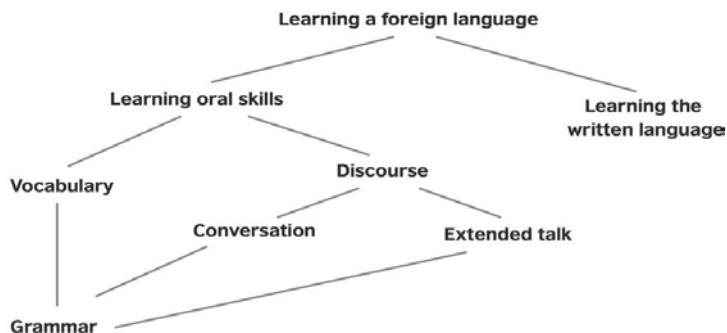 Learning a foreign language
Learning oral skills
Learning the
written language
Discourse
Vocabulary
Conversation
Extended talk
Grammar